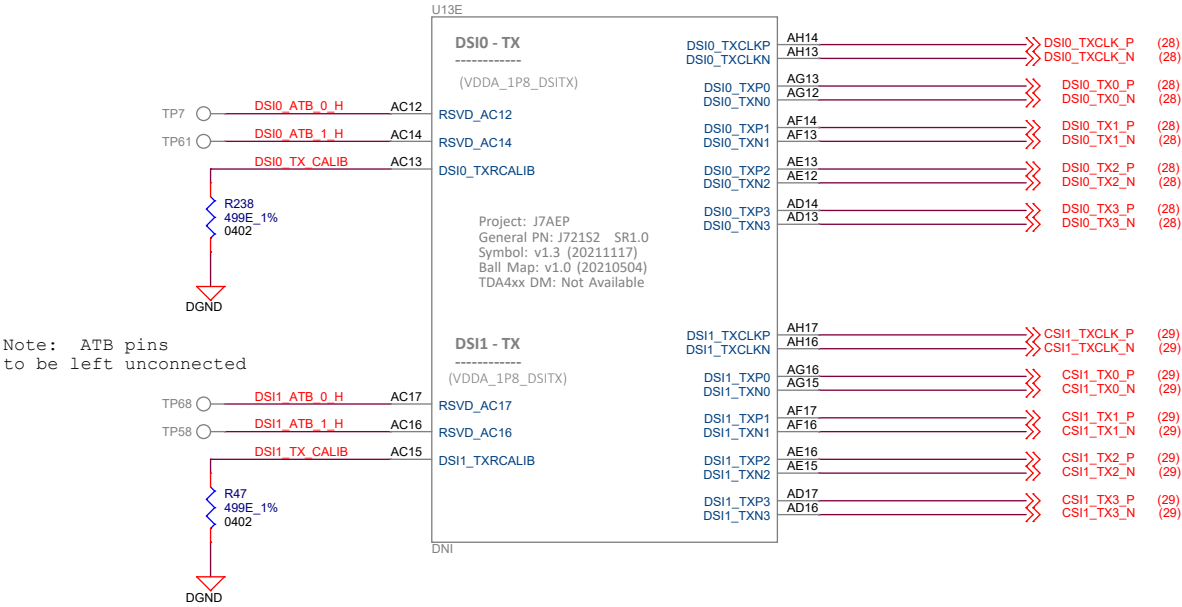 U13E
DSI0 - TX
------------
(VDDA_1P8_DSITX)
TP7 DSI0_ATB_0_H AC12 RSVD_AC12
TP61 DSI0_ATB_1_H AC14 RSVD_AC14
DSI0_TX_CALIB AC13 DSI0_TXRCALIB
R238
499E_1%
0402
DGND
DSI0_TXCLKP AH14 DSI0_TXCLK_P (28)
DSI0_TXCLKN AH13 DSI0_TXCLK_N (28)
DSI0_TXP0 AG13 DSI0_TX0_P (28)
DSI0_TXN0 AG12 DSI0_TX0_N (28)
DSI0_TXP1 AF14 DSI0_TX1_P (28)
DSI0_TXN1 AF13 DSI0_TX1_N (28)
DSI0_TXP2 AE13 DSI0_TX2_P (28)
DSI0_TXN2 AE12 DSI0_TX2_N (28)
DSI0_TXP3 AD14 DSI0_TX3_P (28)
DSI0_TXN3 AD13 DSI0_TX3_N (28)
Project: J7AEP
General PN: J721S2 SR1.0
Symbol: v1.3 (20211117)
Ball Map: v1.0 (20210504)
TDA4xx DM: Not Available
Note: ATB pins
to be left unconnected
DSI1 - TX
------------
(VDDA_1P8_DSITX)
TP68 DSI1_ATB_0_H AC17 RSVD_AC17
TP58 DSI1_ATB_1_H AC16 RSVD_AC16
DSI1_TX_CALIB AC15 DSI1_TXRCALIB
R47
499E_1%
0402
DGND
DSI1_TXCLKP AH17 CSI1_TXCLK_P (29)
DSI1_TXCLKN AH16 CSI1_TXCLK_N (29)
DSI1_TXP0 AG16 CSI1_TX0_P (29)
DSI1_TXN0 AG15 CSI1_TX0_N (29)
DSI1_TXP1 AF17 CSI1_TX1_P (29)
DSI1_TXN1 AF16 CSI1_TX1_N (29)
DSI1_TXP2 AE16 CSI1_TX2_P (29)
DSI1_TXN2 AE15 CSI1_TX2_N (29)
DSI1_TXP3 AD17 CSI1_TX3_P (29)
DSI1_TXN3 AD16 CSI1_TX3_N (29)
DNI